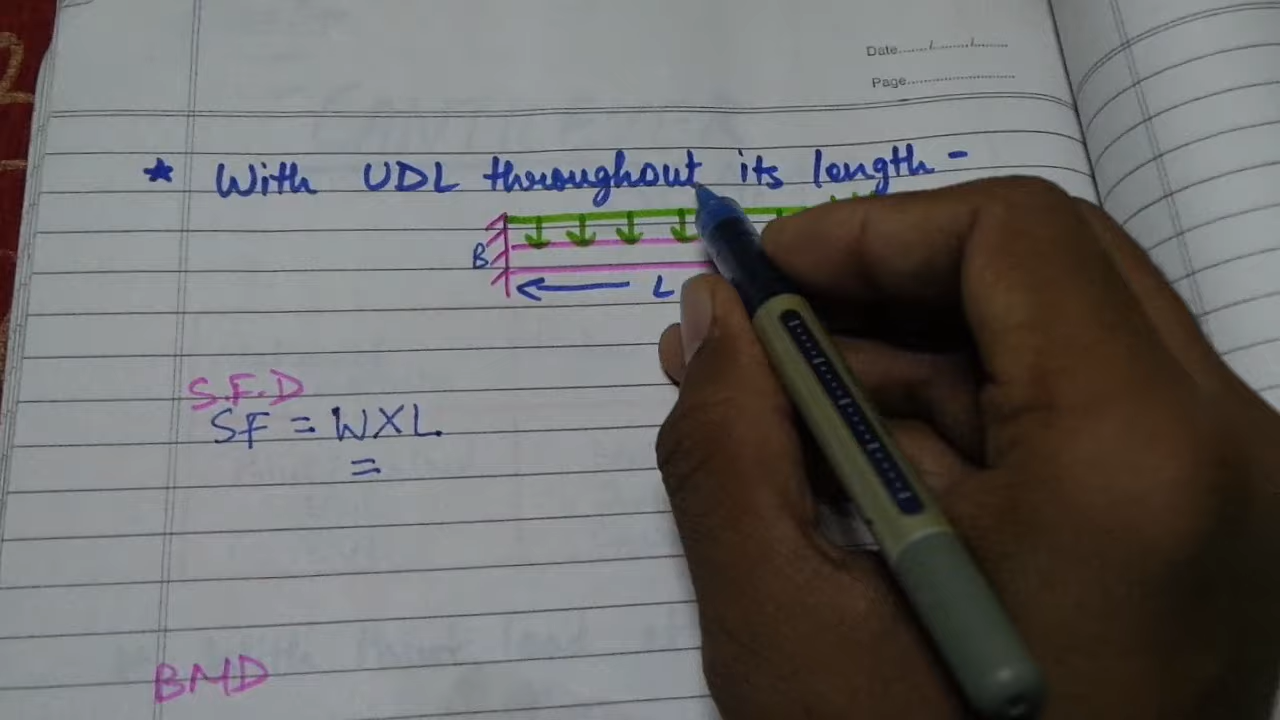 Date....../......../........
Page..........................
* With UDL throughout its length -
B
L
S.F.D
SF = WXL
=
BMD